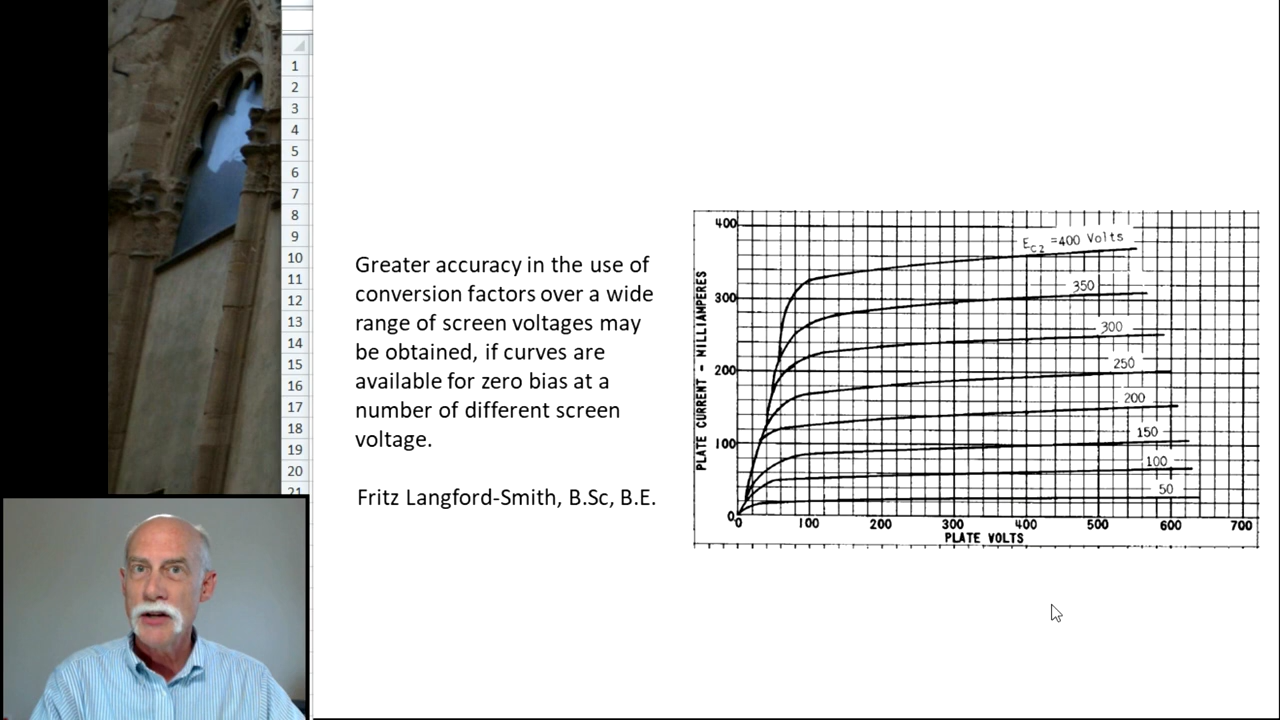 1
2
3
4
5
6
7
8
9
10
11
12
13
14
15
16
17
18
19
20
21
Greater accuracy in the use of
conversion factors over a wide
range of screen voltages may
be obtained, if curves are
available for zero bias at a
number of different screen
voltage.
Fritz Langford-Smith, B.Sc, B.E.
PLATE CURRENT - MILLIAMPERES
400
300
200
100
0
Ec2 =400 Volts
350
300
250
200
150
100
50
0 100 200 300 400 500 600 700
PLATE VOLTS